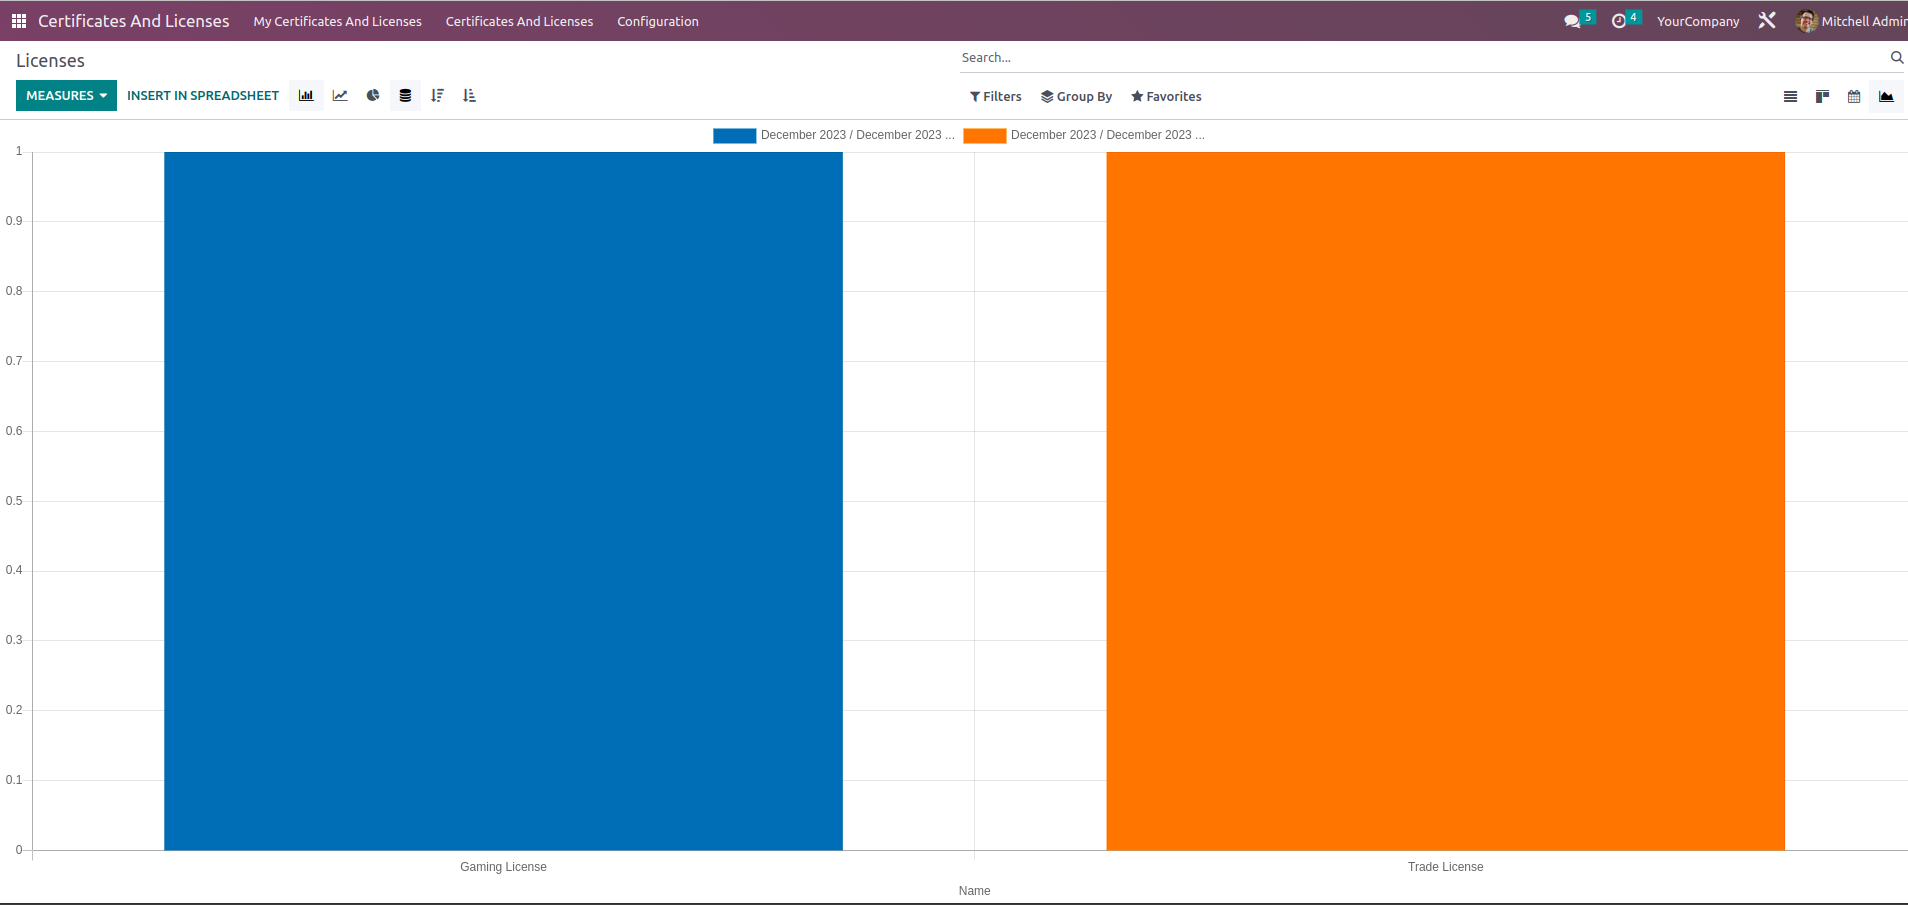 Certificates And Licenses My Certificates And Licenses Certificates And Licenses Configuration 5 4 YourCompany Mitchell Admin
Licenses
Search...
MEASURES INSERT IN SPREADSHEET
Filters Group By Favorites
December 2023 / December 2023 ... December 2023 / December 2023 ...
1
0.9
0.8
0.7
0.6
0.5
0.4
0.3
0.2
0.1
0
Gaming License Trade License
Name